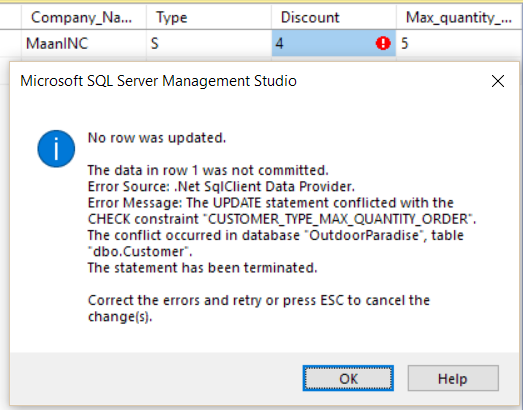 Company_Na... Type Discount Max_quantity_...
MaanINC S 4 5
Microsoft SQL Server Management Studio
No row was updated.
The data in row 1 was not committed.
Error Source: .Net SqlClient Data Provider.
Error Message: The UPDATE statement conflicted with the
CHECK constraint "CUSTOMER_TYPE_MAX_QUANTITY_ORDER".
The conflict occurred in database "OutdoorParadise", table
"dbo.Customer".
The statement has been terminated.
Correct the errors and retry or press ESC to cancel the
change(s).
OK Help